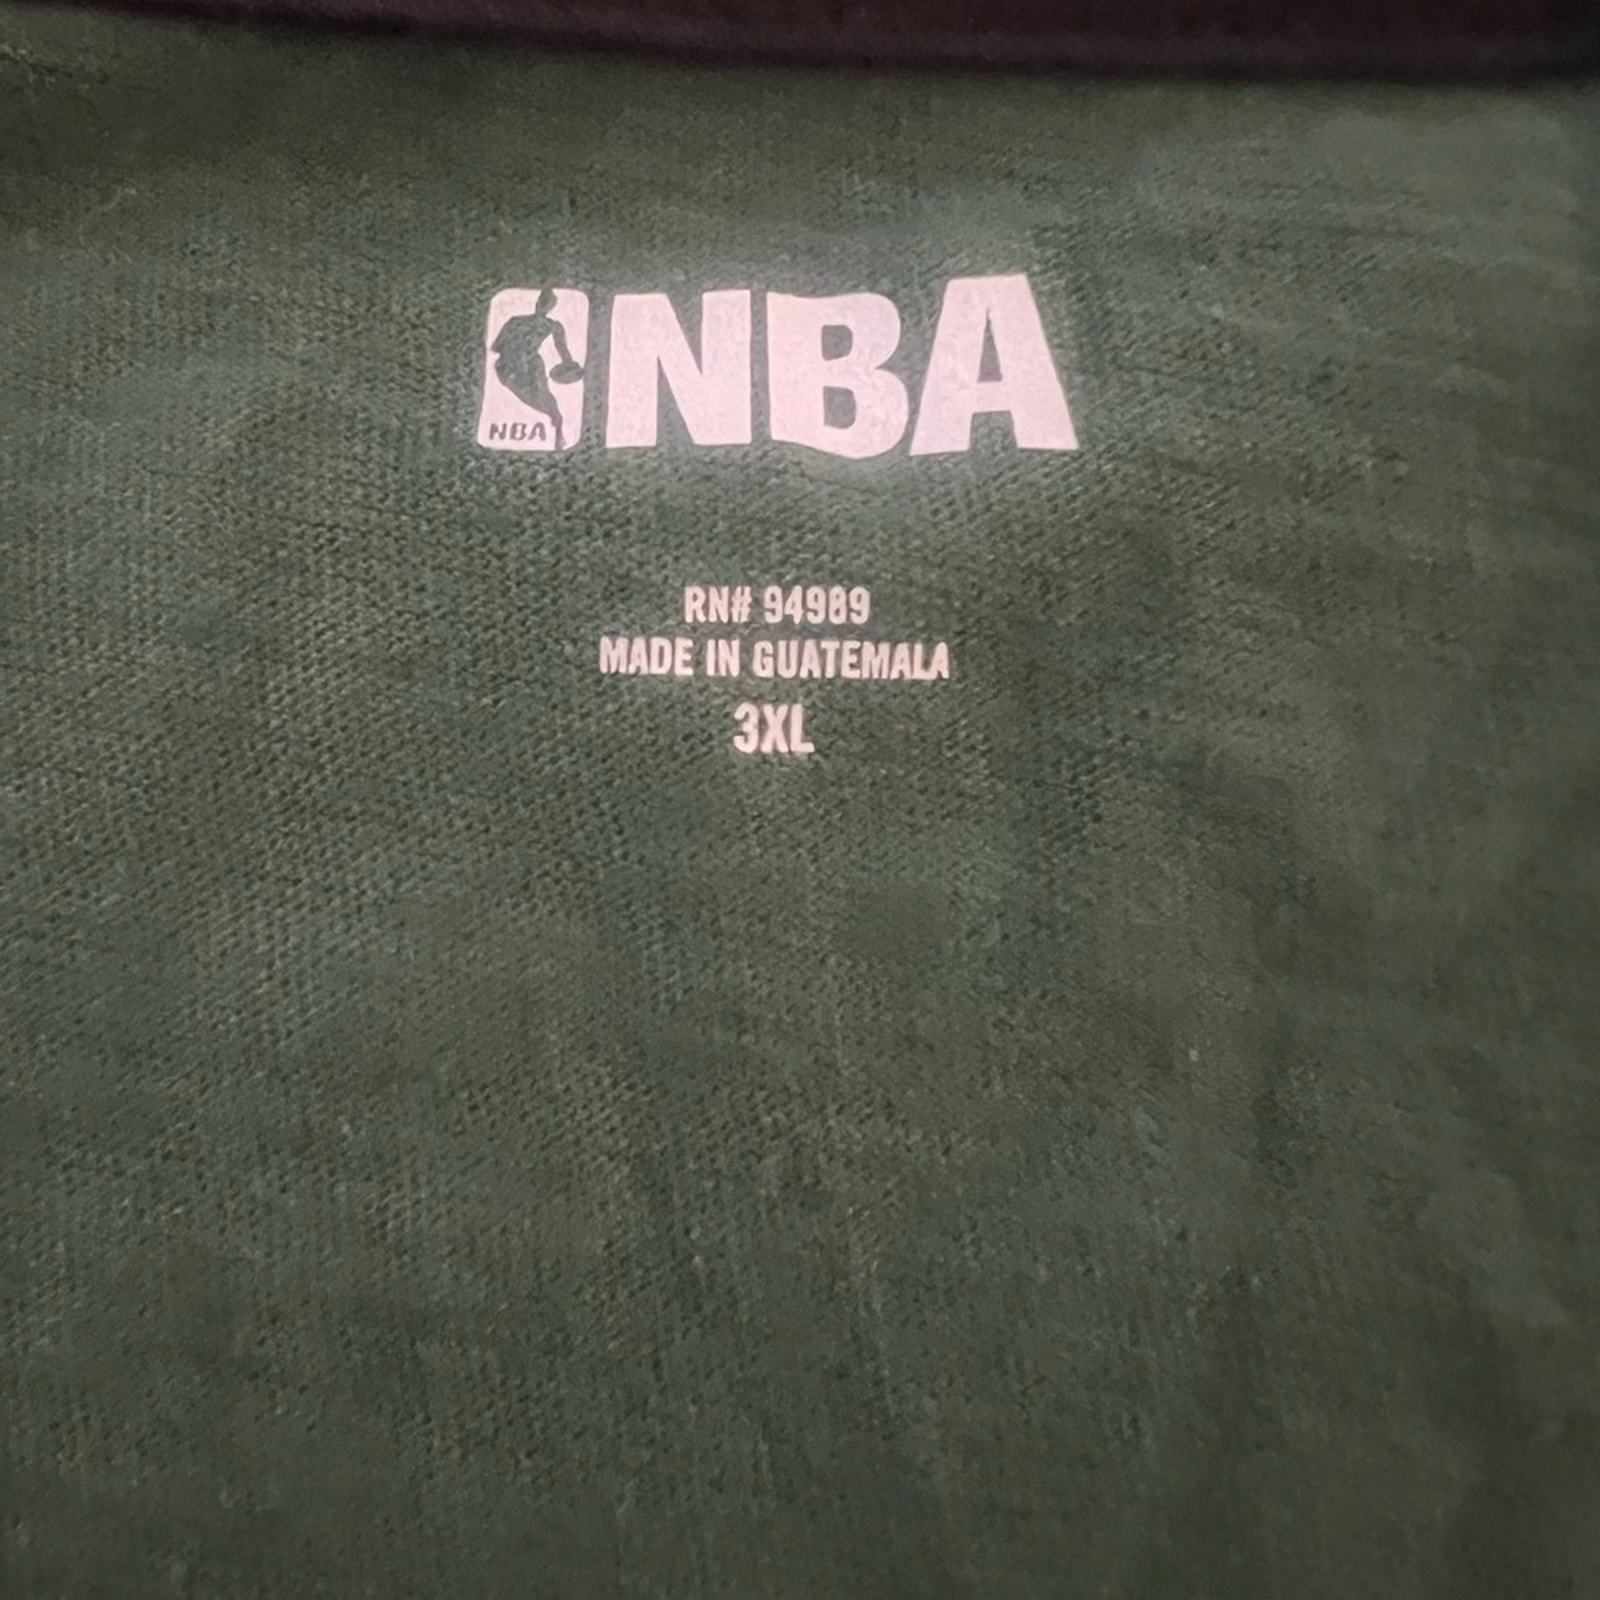 NBA NBA
RN# 94989
MADE IN GUATEMALA
3XL